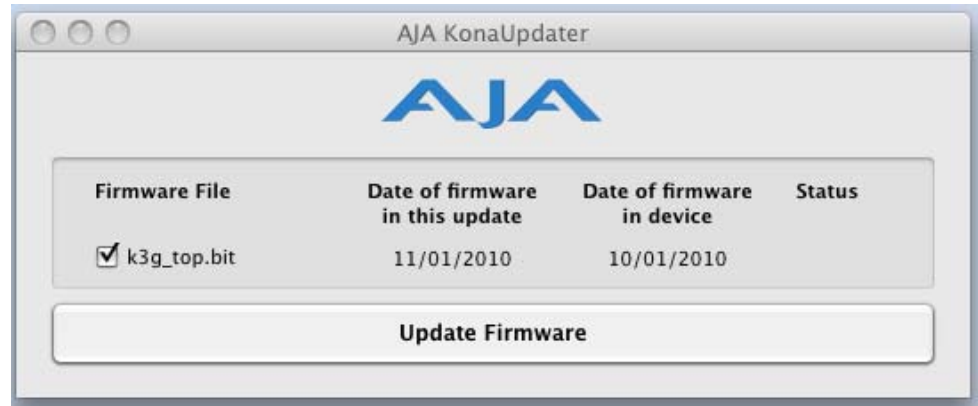 AJA KonaUpdater
AJA
Firmware File
Date of firmware
in this update
Date of firmware
in device
Status
k3g_top.bit
11/01/2010
10/01/2010
Update Firmware